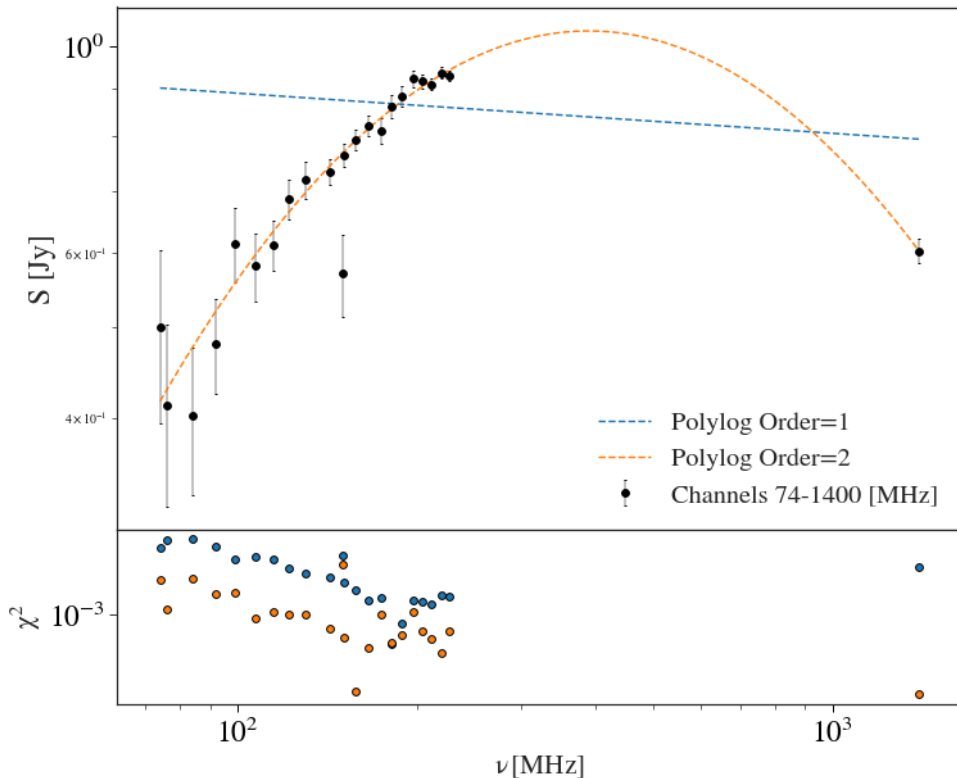 10⁰
S [Jy]
6×10⁻¹
4×10⁻¹
Polylog Order=1
Polylog Order=2
Channels 74-1400 [MHz]
χ²
10⁻³
10² 10³
ν [MHz]